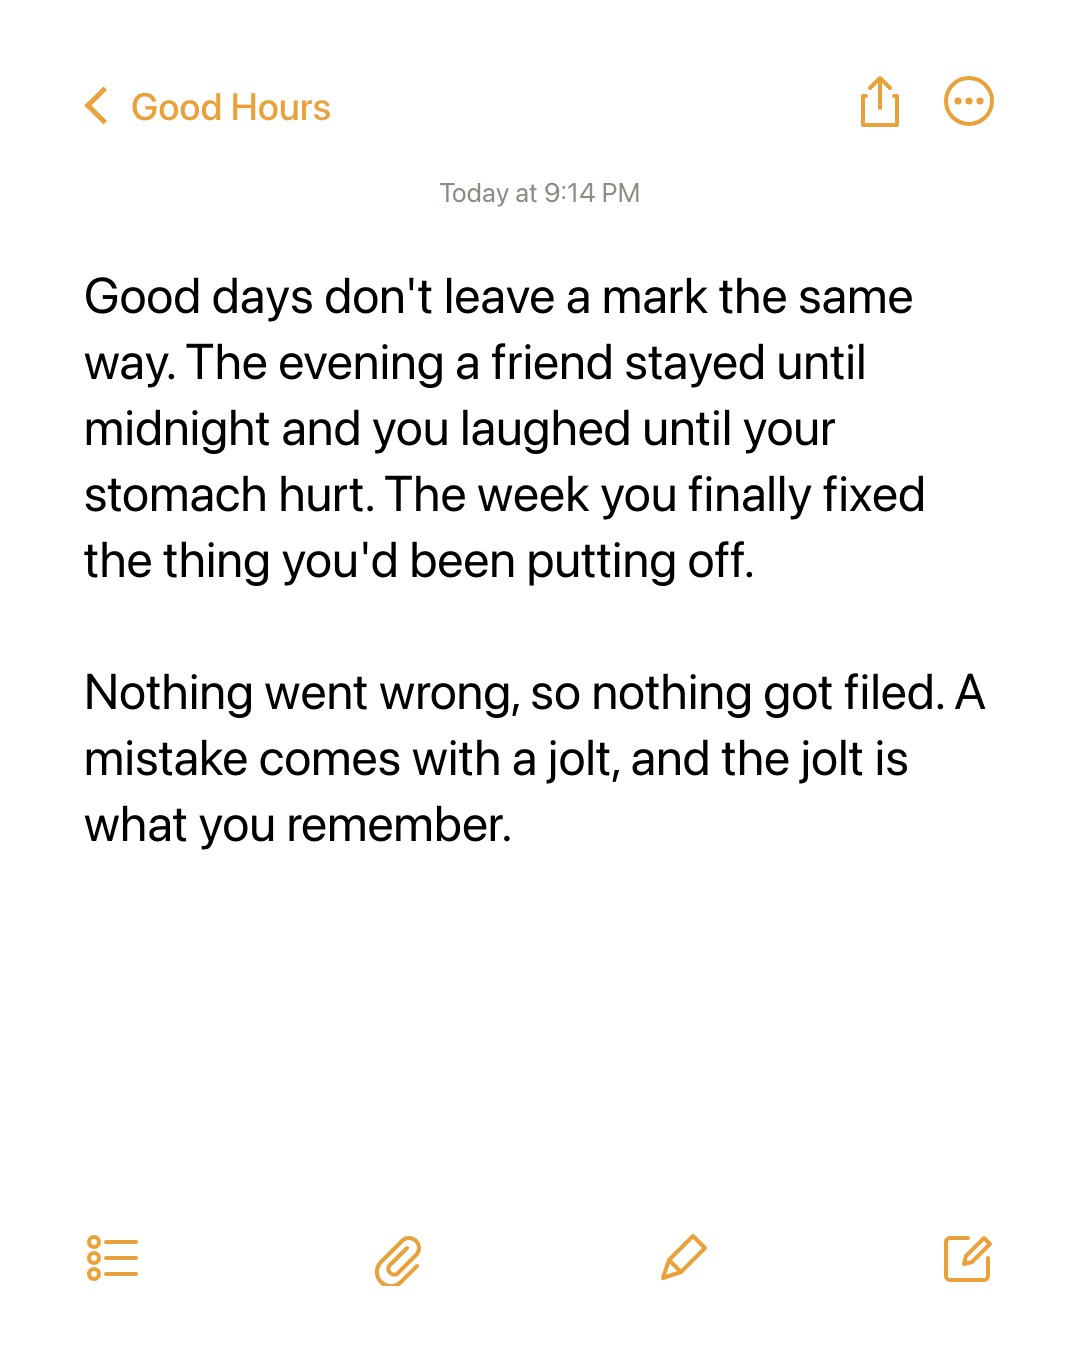 Good Hours
Today at 9:14 PM
Good days don't leave a mark the same
way. The evening a friend stayed until
midnight and you laughed until your
stomach hurt. The week you finally fixed
the thing you'd been putting off.
Nothing went wrong, so nothing got filed. A
mistake comes with a jolt, and the jolt is
what you remember.